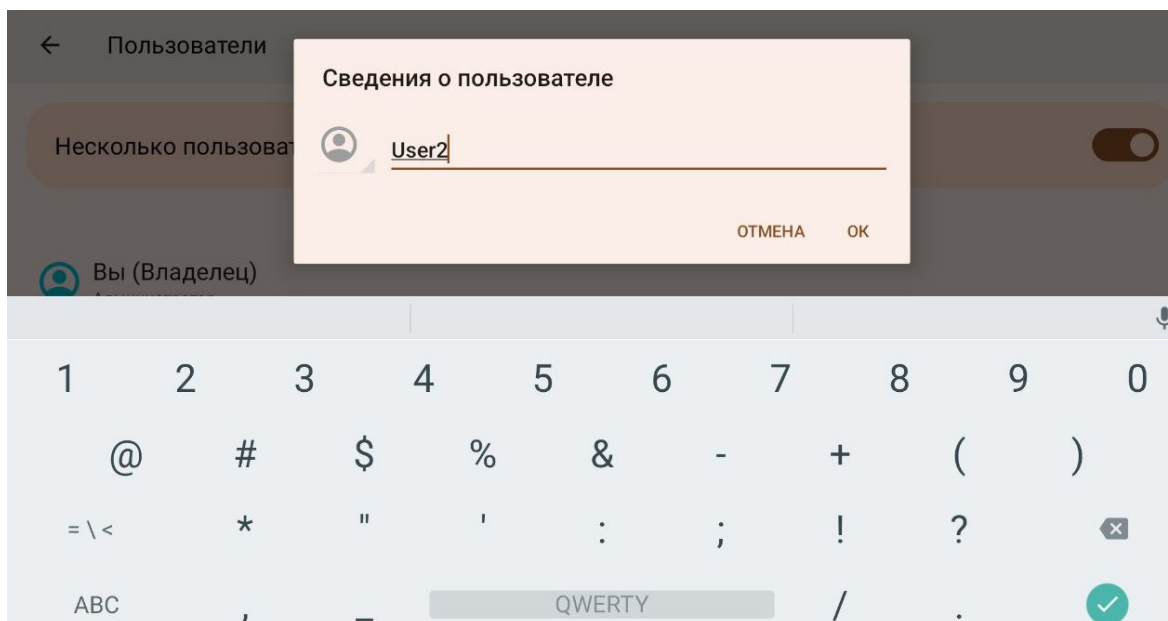 Пользователи
Сведения о пользователе
Несколько пользоват
User2
ОТМЕНА ОК
Вы (Владелец)
1 2 3 4 5 6 7 8 9 0
@ # $ % & - + ( )
= \ < * " ' : ; ! ?
ABC , _ QWERTY / .